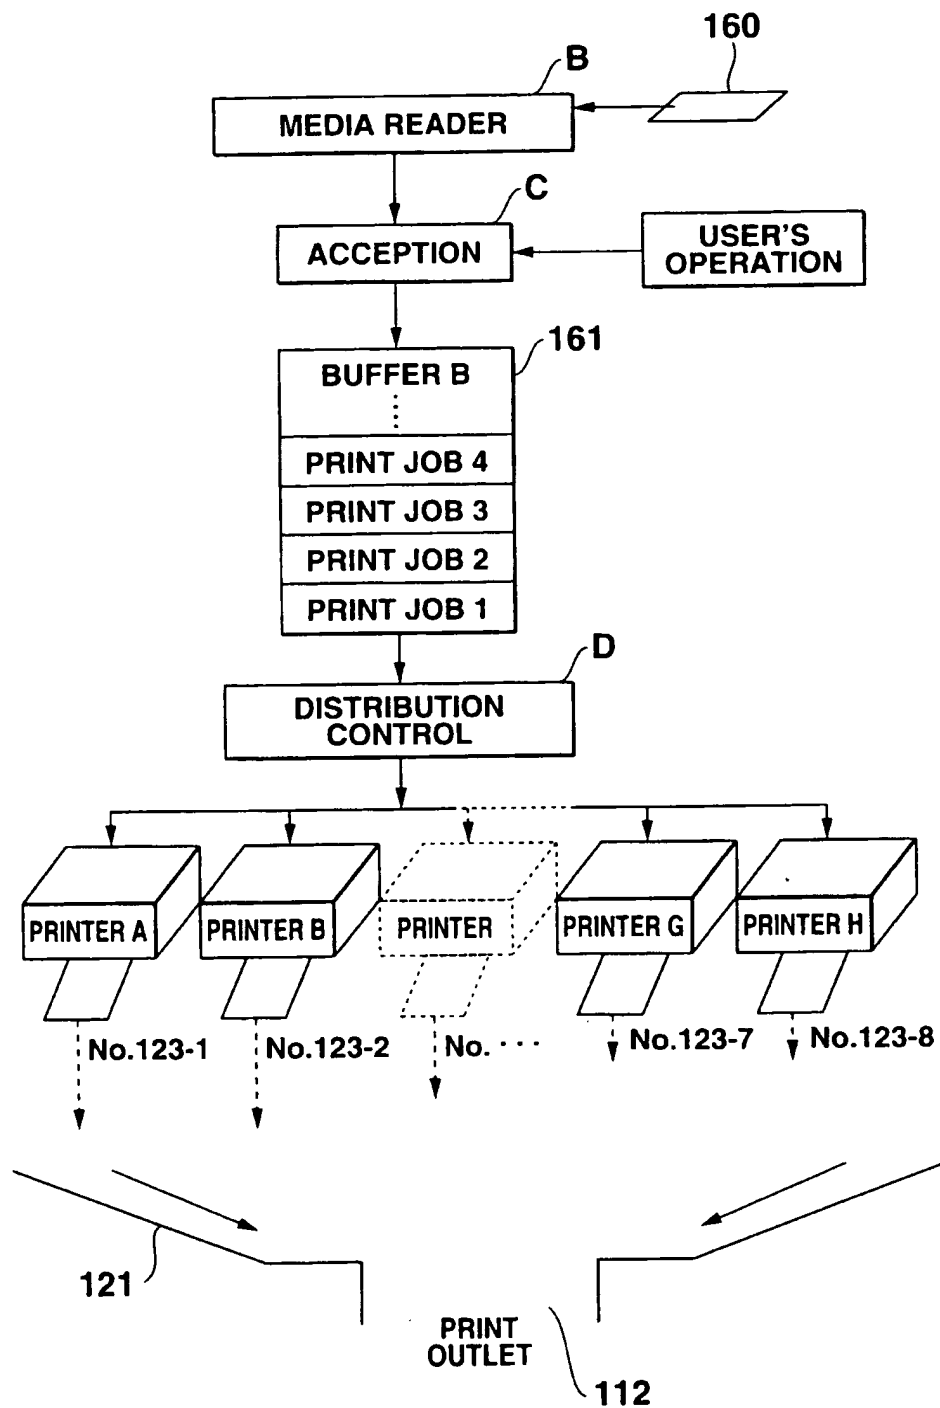 160
B
MEDIA READER
C
ACCEPTION
USER'S
OPERATION
161
BUFFER B
PRINT JOB 4
PRINT JOB 3
PRINT JOB 2
PRINT JOB 1
D
DISTRIBUTION
CONTROL
PRINTER A
PRINTER B
PRINTER
PRINTER G
PRINTER H
No.123-1
No.123-2
No. · · ·
No.123-7
No.123-8
121
PRINT
OUTLET
112